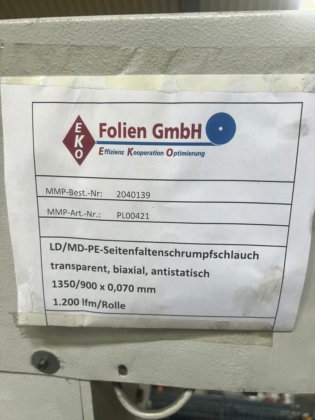 EKO
Folien GmbH
Effizienz Kooperation Optimierung
MMP-Best.-Nr: 2040139
MMP-Art.-Nr.: PL00421
LD/MD-PE-Seitenfaltenschrumpfschlauch
transparent, biaxial, antistatisch
1350/900 x 0,070 mm
1.200 lfm/Rolle